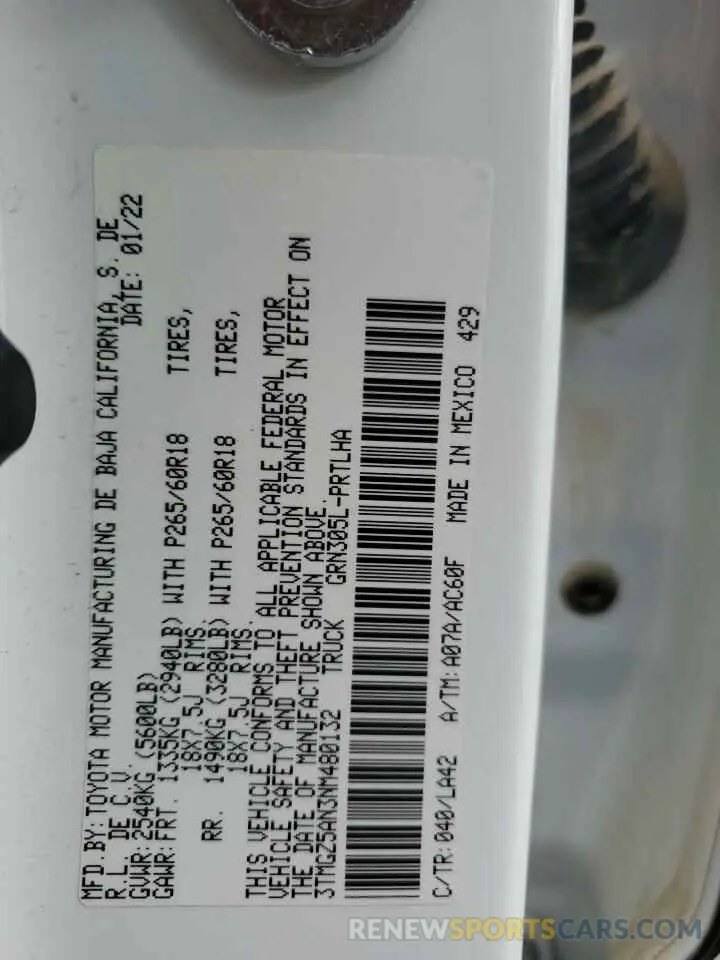 MFD.BY:TOYOTA MOTOR MANUFACTURING DE BAJA CALIFORNIA, S. DE
R.L. DE C.V. DATE: 01/22
GVWR:2540KG (5600LB)
GAWR:FRT. 1335KG (2940LB) WITH P265/60R18 TIRES,
18X7.5J RIMS.
RR. 1490KG (3280LB) WITH P265/60R18 TIRES,
18X7.5J RIMS.
THIS VEHICLE CONFORMS TO ALL APPLICABLE FEDERAL MOTOR
VEHICLE SAFETY AND THEFT PREVENTION STANDARDS IN EFFECT ON
THE DATE OF MANUFACTURE SHOWN ABOVE.
3TMGZ5AN3NM480132 TRUCK GRN305L-PRTLHA
C/TR:040/LA42 A/TM:A07A/AC60F MADE IN MEXICO 429
RENEWSPORTSCARS.COM